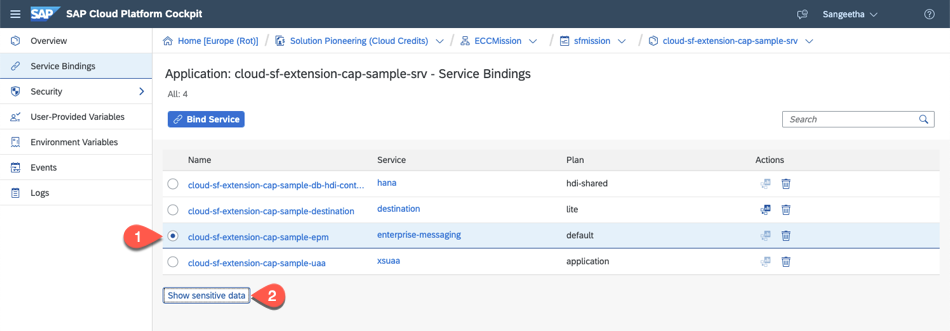 SAP SAP Cloud Platform Cockpit Sangeetha
Overview
Service Bindings
Security
User-Provided Variables
Environment Variables
Events
Logs
Home [Europe (Rot)] / Solution Pioneering (Cloud Credits) / ECCMission / sfmission / cloud-sf-extension-cap-sample-srv
Application: cloud-sf-extension-cap-sample-srv - Service Bindings
All: 4
Bind Service Search
Name Service Plan Actions
cloud-sf-extension-cap-sample-db-hdi-cont... hana hdi-shared
cloud-sf-extension-cap-sample-destination destination lite
1 cloud-sf-extension-cap-sample-epm enterprise-messaging default
cloud-sf-extension-cap-sample-uaa xsuaa application
Show sensitive data 2